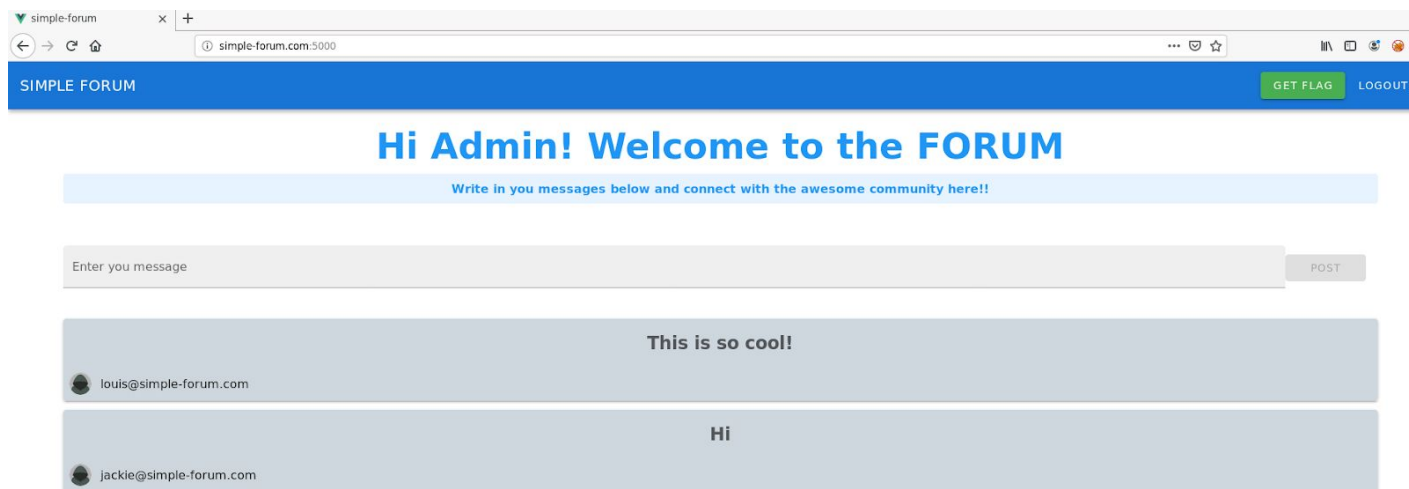 simple-forum
simple-forum.com:5000
SIMPLE FORUM GET FLAG LOGOUT
Hi Admin! Welcome to the FORUM
Write in you messages below and connect with the awesome community here!!
Enter you message POST
This is so cool!
louis@simple-forum.com
Hi
jackie@simple-forum.com